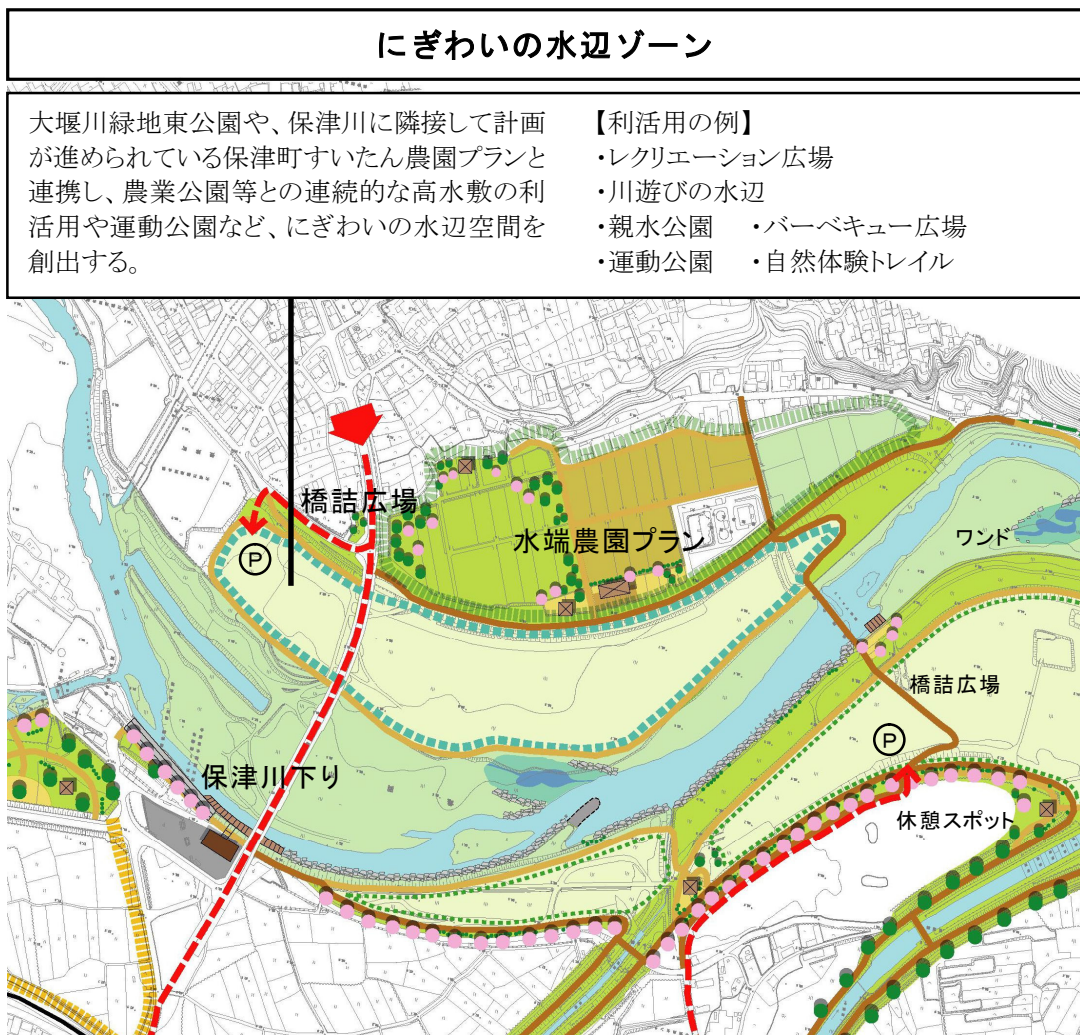 にぎわいの水辺ゾーン
大堰川緑地東公園や、保津川に隣接して計画
が進められている保津町すいたん農園プランと
連携し、農業公園等との連続的な高水敷の利
活用や運動公園など、にぎわいの水辺空間を
創出する。
【利活用の例】
・レクリエーション広場
・川遊びの水辺
・親水公園　・バーベキュー広場
・運動公園　・自然体験トレイル
橋詰広場
P
水端農園プラン
ワンド
橋詰広場
P
保津川下り
休憩スポット